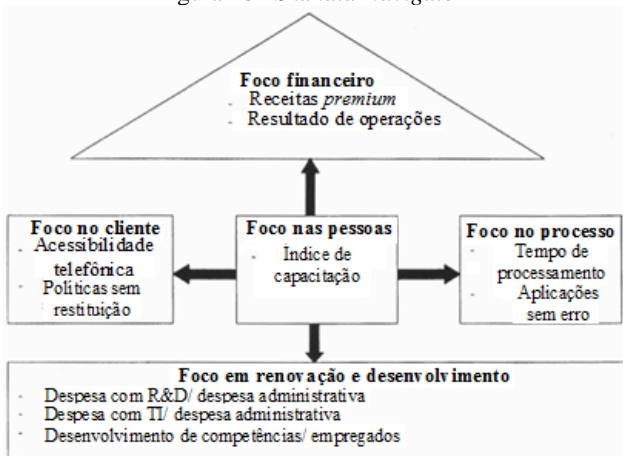 Foco financeiro
- Receitas premium
- Resultado de operações
Foco no cliente
- Acessibilidade
telefônica
- Políticas sem
restituição
Foco nas pessoas
- Índice de
capacitação
Foco no processo
- Tempo de
processamento
- Aplicações
sem erro
Foco em renovação e desenvolvimento
- Despesa com R&D/ despesa administrativa
- Despesa com TI/ despesa administrativa
- Desenvolvimento de competências/ empregados